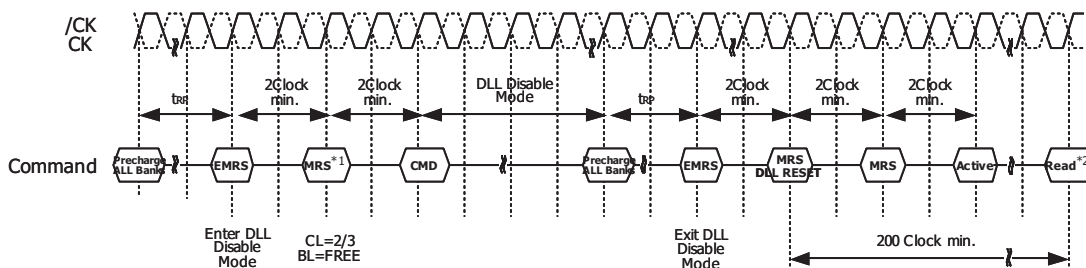 /CK
CK
2Clock
min.
2Clock
min.
DLL Disable
Mode
2Clock
min.
2Clock
min.
2Clock
min.
tRP
tRP
Command
Precharge
ALL Banks
EMRS
MRS*1
CMD
Precharge
ALL Banks
EMRS
MRS
DLL RESET
MRS
Active
Read*2
Enter DLL
Disable
Mode
CL=2/3
BL=FREE
Exit DLL
Disable
Mode
200 Clock min.